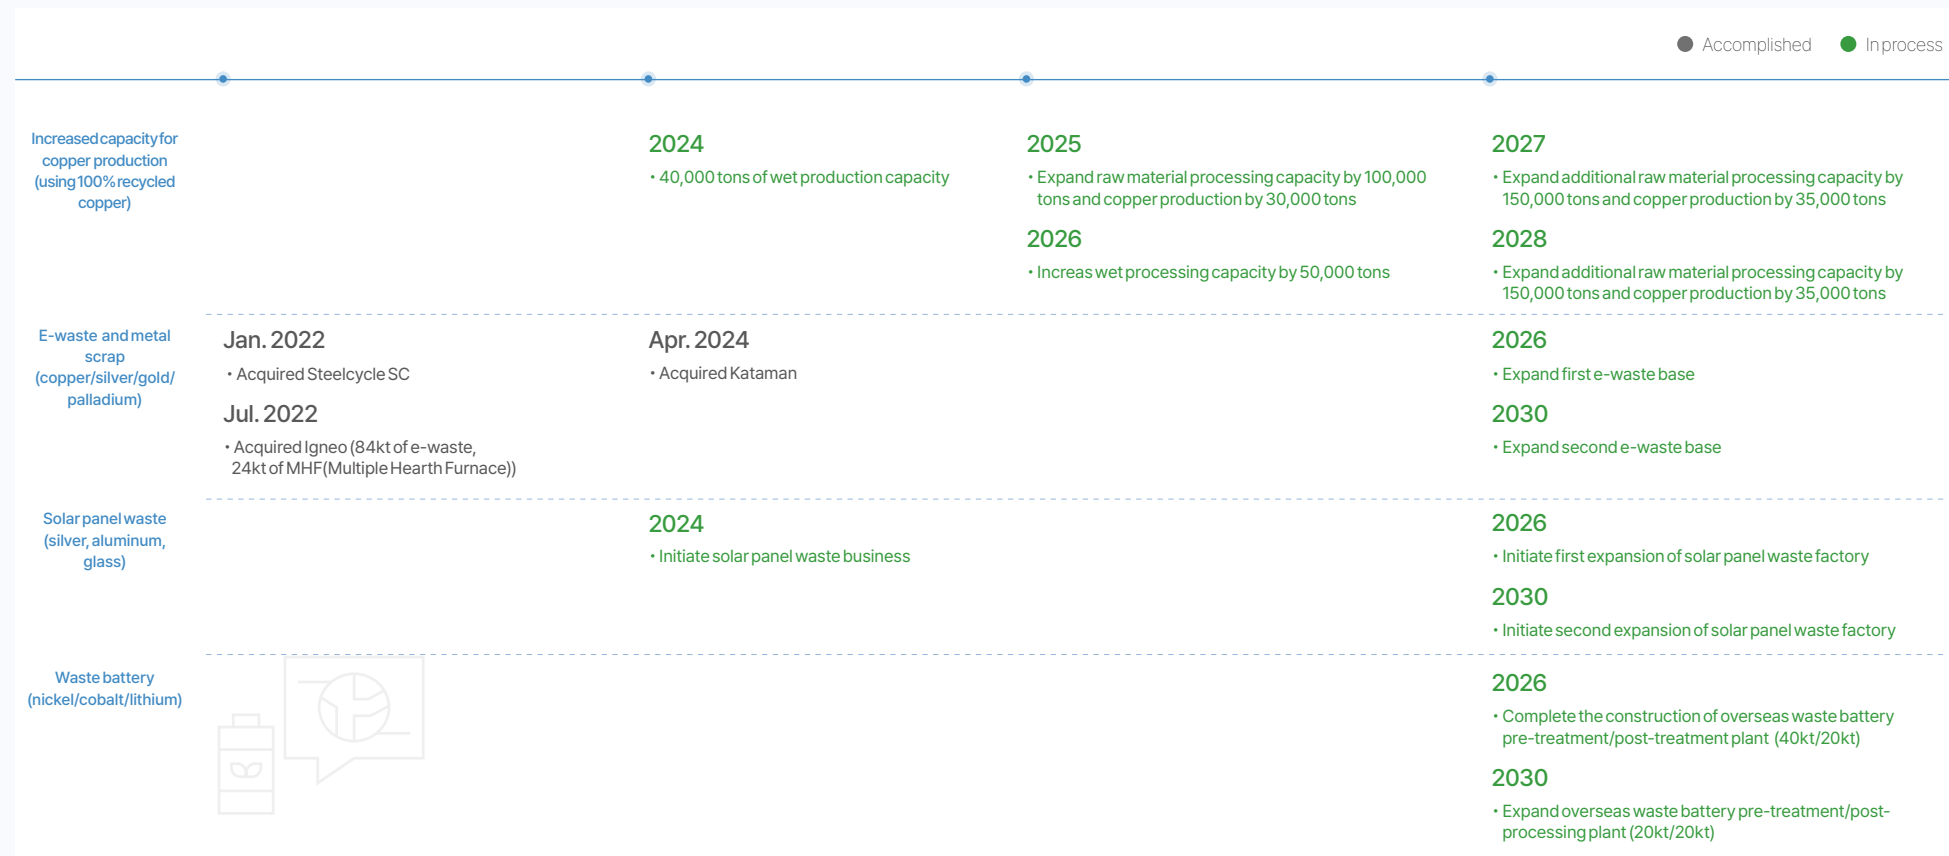 Accomplished
In process
Increased capacity for
copper production
(using 100% recycled
copper)
2024
• 40,000 tons of wet production capacity
2025
• Expand raw material processing capacity by 100,000
tons and copper production by 30,000 tons
2026
• Increas wet processing capacity by 50,000 tons
2027
• Expand additional raw material processing capacity by
150,000 tons and copper production by 35,000 tons
2028
• Expand additional raw material processing capacity by
150,000 tons and copper production by 35,000 tons
E-waste and metal
scrap
(copper/silver/gold/
palladium)
Jan. 2022
• Acquired Steelcycle SC
Jul. 2022
• Acquired Igneo (84kt of e-waste,
24kt of MHF(Multiple Hearth Furnace))
Apr. 2024
• Acquired Kataman
2026
• Expand first e-waste base
2030
• Expand second e-waste base
Solar panel waste
(silver, aluminum,
glass)
2024
• Initiate solar panel waste business
2026
• Initiate first expansion of solar panel waste factory
2030
• Initiate second expansion of solar panel waste factory
Waste battery
(nickel/cobalt/lithium)
2026
• Complete the construction of overseas waste battery
pre-treatment/post-treatment plant (40kt/20kt)
2030
• Expand overseas waste battery pre-treatment/post-
processing plant (20kt/20kt)